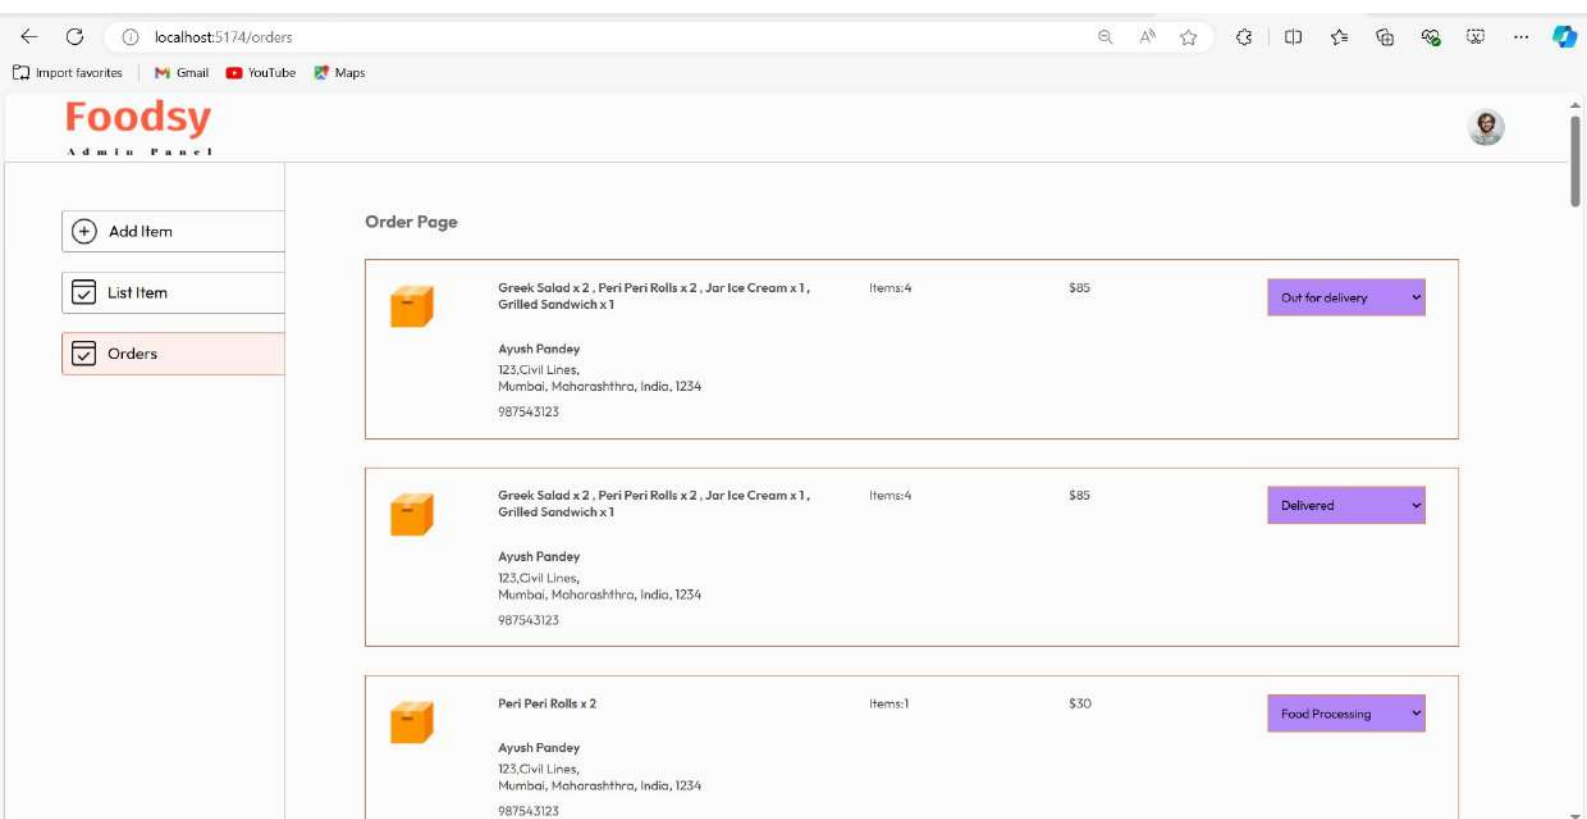 localhost:5174/orders
Import favorites Gmail YouTube Maps
Foodsy
Admin Panel
Add Item
List Item
Orders
Order Page
Greek Salad x 2 , Peri Peri Rolls x 2 , Jar Ice Cream x 1 , Items:4 $85 Out for delivery
Grilled Sandwich x 1
Ayush Pandey
123,Civil Lines,
Mumbai, Maharashthra, India, 1234
987543123
Greek Salad x 2 , Peri Peri Rolls x 2 , Jar Ice Cream x 1 , Items:4 $85 Delivered
Grilled Sandwich x 1
Ayush Pandey
123,Civil Lines,
Mumbai, Maharashthra, India, 1234
987543123
Peri Peri Rolls x 2 Items:1 $30 Food Processing
Ayush Pandey
123,Civil Lines,
Mumbai, Maharashthra, India, 1234
987543123